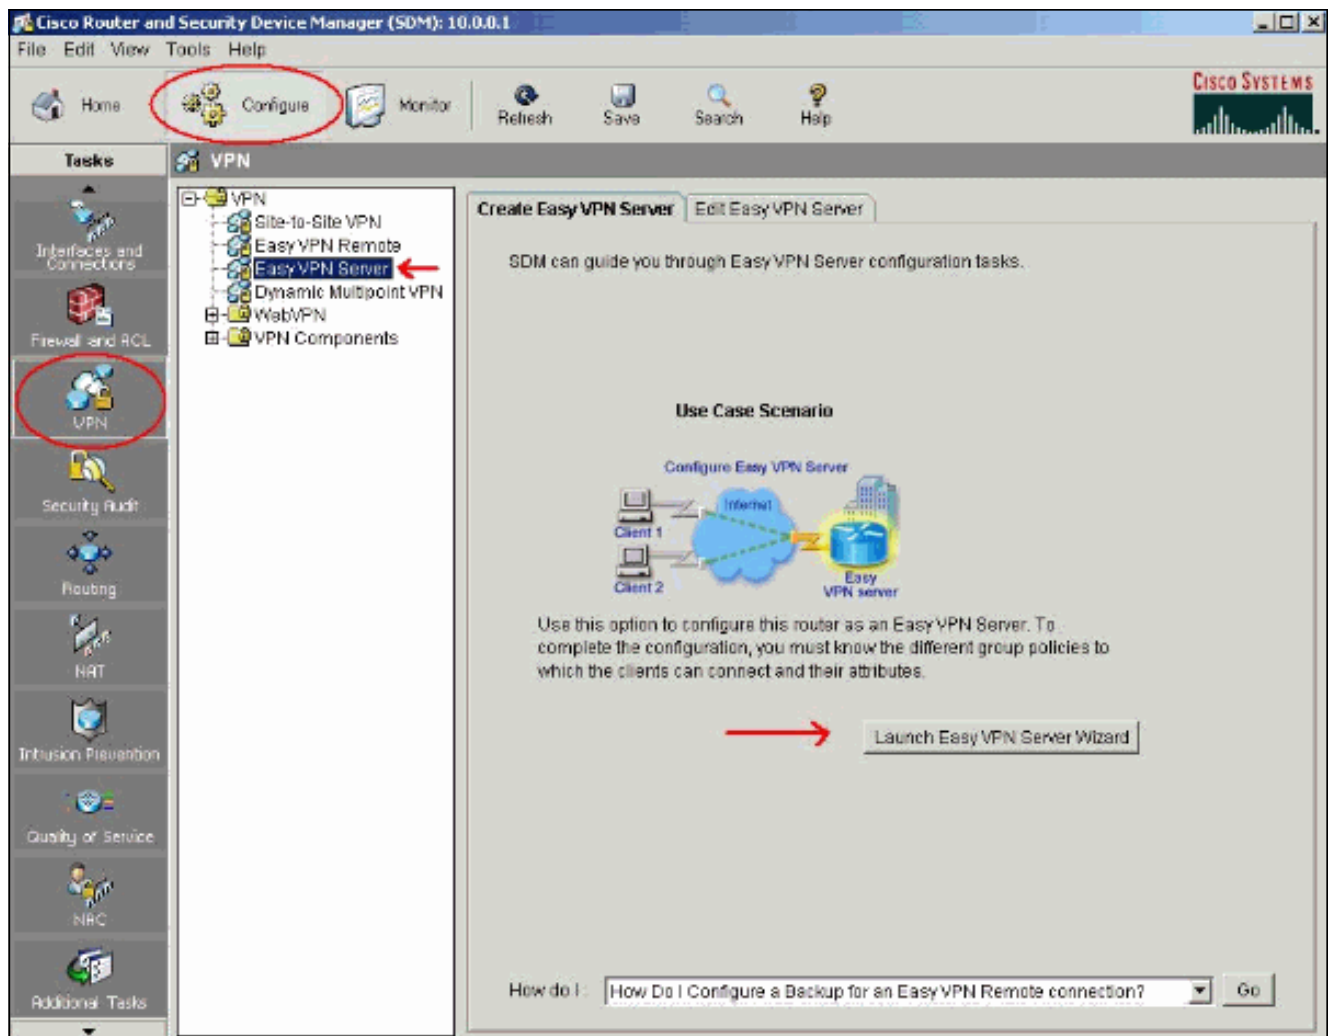 Cisco Router and Security Device Manager (SDM): 10.0.0.1
File Edit View Tools Help
Home Configure Monitor Refresh Save Search Help
CISCO SYSTEMS
Tasks
VPN
Interfaces and
Connections
Firewall and ACL
VPN
Security Audit
Routing
NAT
Intrusion Prevention
Quality of Service
NAC
Additional Tasks
VPN
Site-to-Site VPN
Easy VPN Remote
Easy VPN Server
Dynamic Multipoint VPN
WebVPN
VPN Components
Create Easy VPN Server Edit Easy VPN Server
SDM can guide you through Easy VPN Server configuration tasks.
Use Case Scenario
Configure Easy VPN Server
Internet
Client 1
Client 2
Easy
VPN server
Use this option to configure this router as an Easy VPN Server. To
complete the configuration, you must know the different group policies to
which the clients can connect and their attributes.
Launch Easy VPN Server Wizard
How do I: How Do I Configure a Backup for an Easy VPN Remote connection? Go